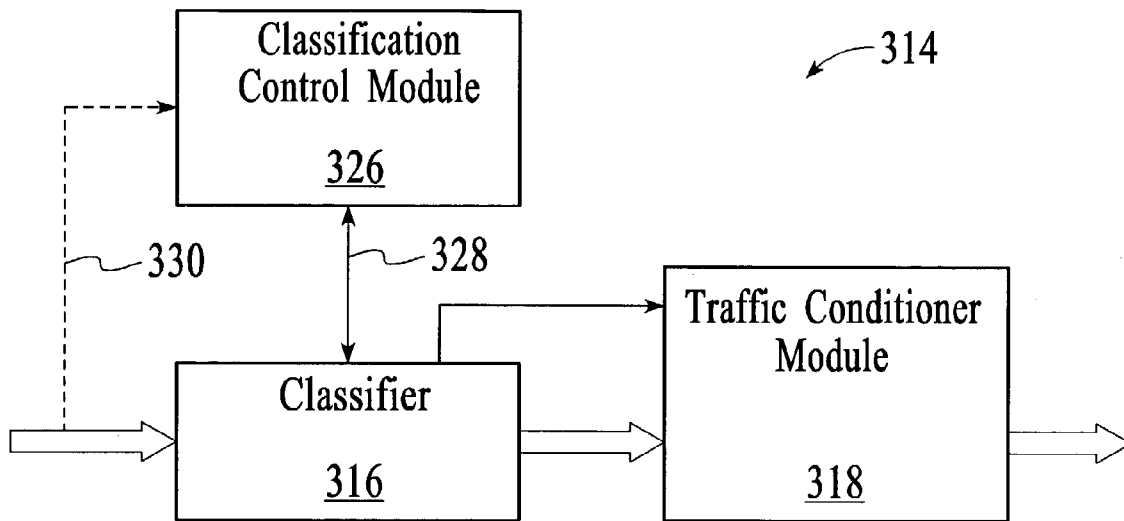 Classification
Control Module
326
314
330
328
Traffic Conditioner
Module
318
Classifier
316